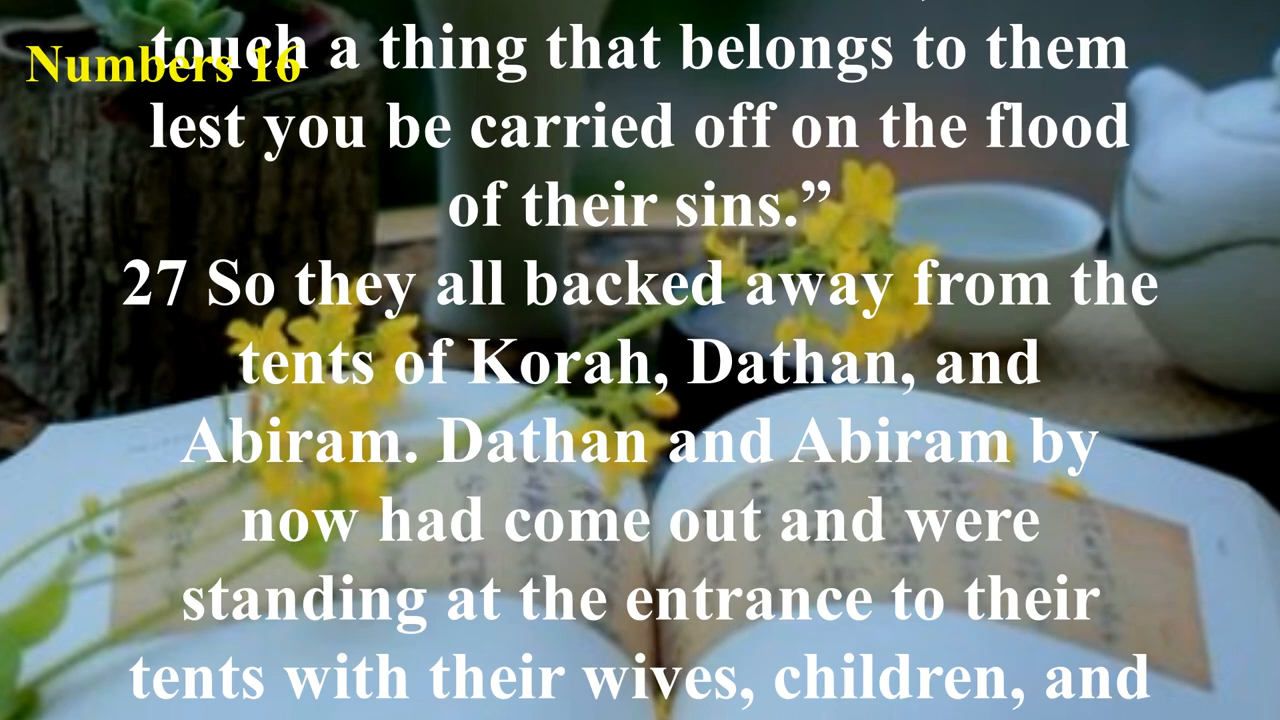 Numbers 16
touch a thing that belongs to them
lest you be carried off on the flood
of their sins.”
27 So they all backed away from the
tents of Korah, Dathan, and
Abiram. Dathan and Abiram by
now had come out and were
standing at the entrance to their
tents with their wives, children, and